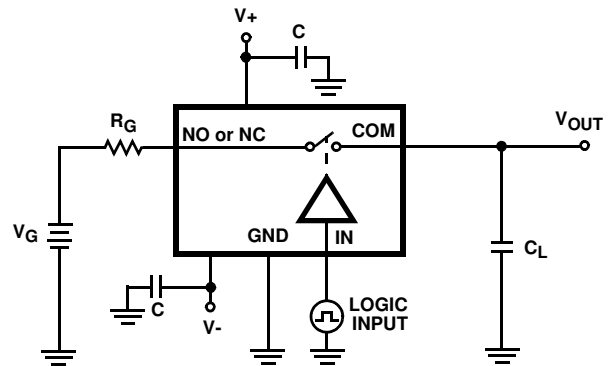 V+
C
RG
NO or NC
COM
VOUT
VG
GND
IN
CL
C
V-
LOGIC
INPUT